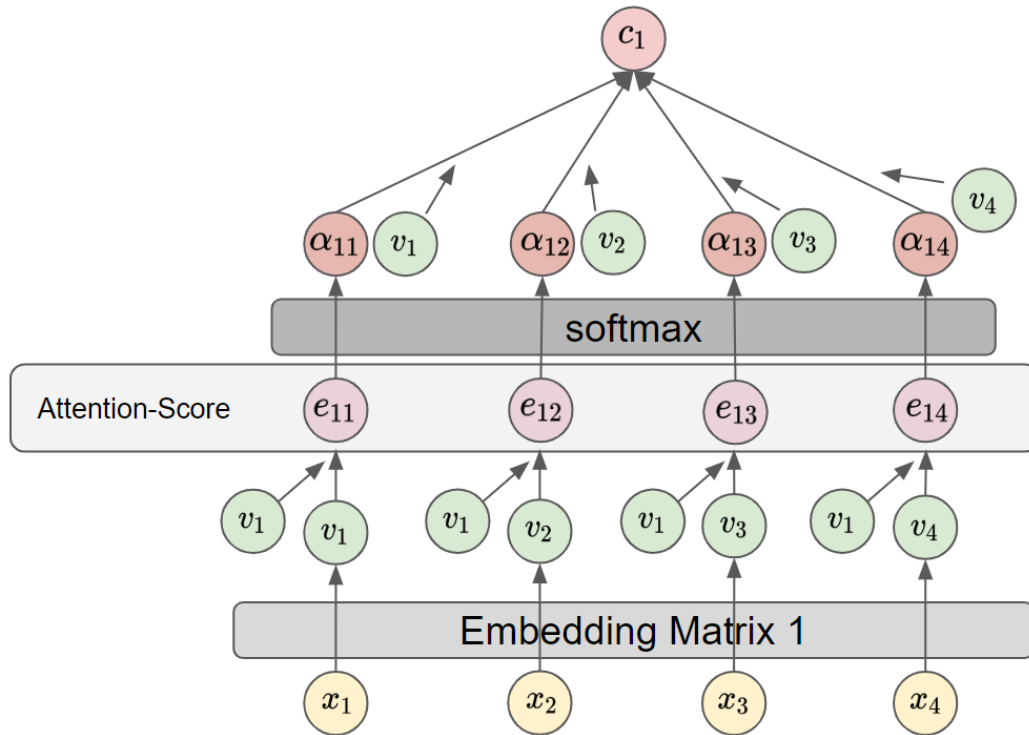 c₁
v₄
α₁₁ v₁ α₁₂ v₂ α₁₃ v₃ α₁₄
softmax
Attention-Score e₁₁ e₁₂ e₁₃ e₁₄
v₁ v₁ v₁ v₂ v₁ v₃ v₁ v₄
Embedding Matrix 1
x₁ x₂ x₃ x₄